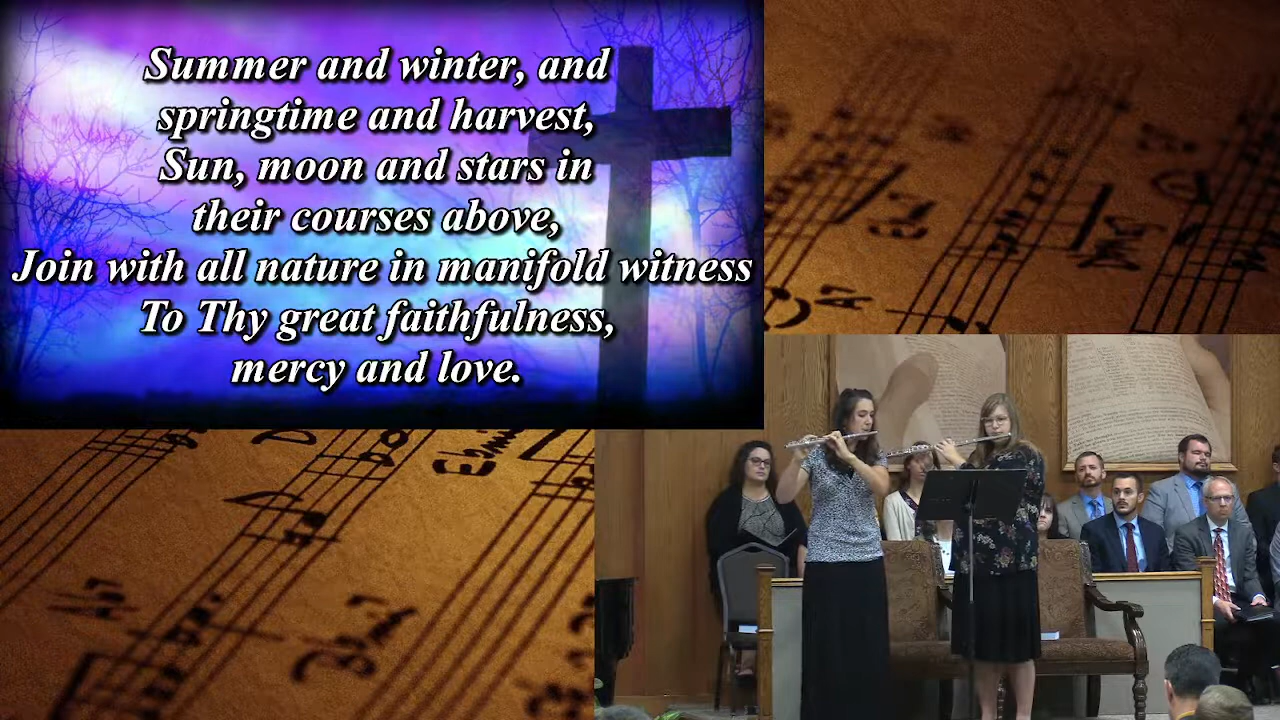 Summer and winter, and
springtime and harvest,
Sun, moon and stars in
their courses above,
Join with all nature in manifold witness
To Thy great faithfulness,
mercy and love.